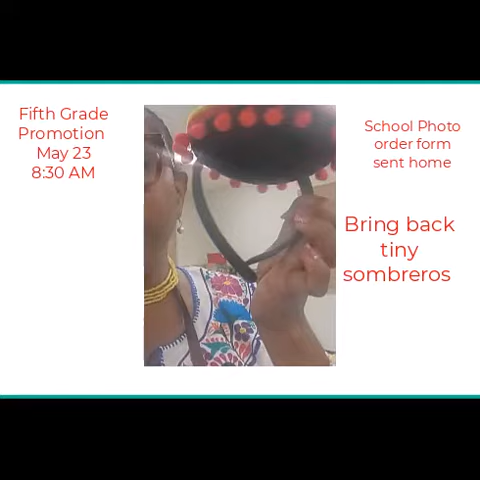 Fifth Grade
Promotion
May 23
8:30 AM
School Photo
order form
sent home
Bring back
tiny
sombreros